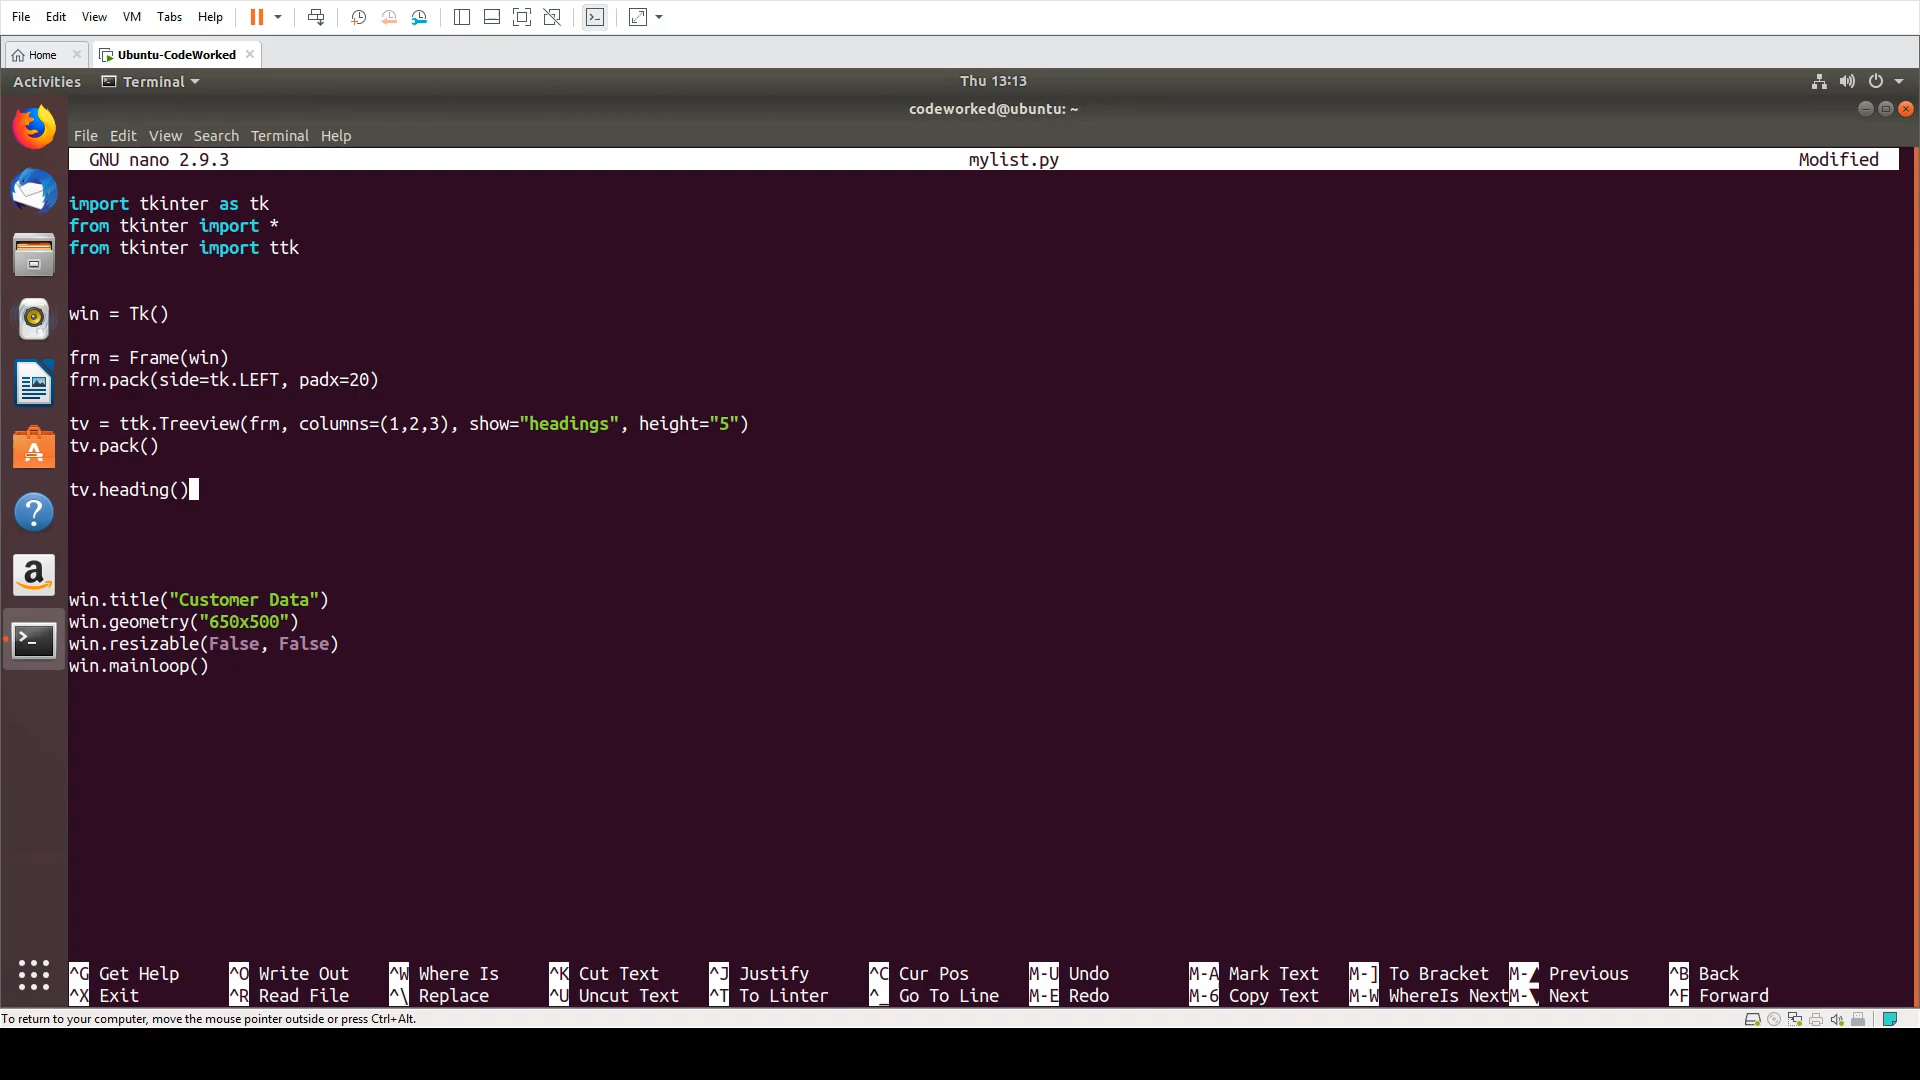 File Edit View VM Tabs Help
Home Ubuntu-CodeWorked
Activities Terminal Thu 13:13
codeworked@ubuntu: ~
File Edit View Search Terminal Help
GNU nano 2.9.3 mylist.py Modified
import tkinter as tk
from tkinter import *
from tkinter import ttk
win = Tk()
frm = Frame(win)
frm.pack(side=tk.LEFT, padx=20)
tv = ttk.Treeview(frm, columns=(1,2,3), show="headings", height="5")
tv.pack()
tv.heading()
win.title("Customer Data")
win.geometry("650x500")
win.resizable(False, False)
win.mainloop()
^G Get Help ^O Write Out ^W Where Is ^K Cut Text ^J Justify ^C Cur Pos M-U Undo M-A Mark Text M-] To Bracket M-▲ Previous ^B Back
^X Exit ^R Read File ^\ Replace ^U Uncut Text ^T To Linter ^_ Go To Line M-E Redo M-6 Copy Text M-W WhereIs Next M-▼ Next ^F Forward
To return to your computer, move the mouse pointer outside or press Ctrl+Alt.